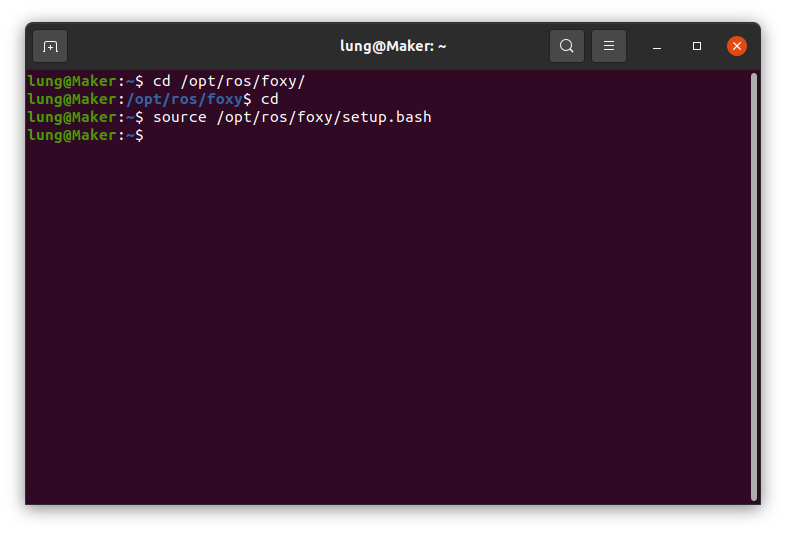 lung@Maker: ~
lung@Maker:~$ cd /opt/ros/foxy/
lung@Maker:/opt/ros/foxy$ cd
lung@Maker:~$ source /opt/ros/foxy/setup.bash
lung@Maker:~$